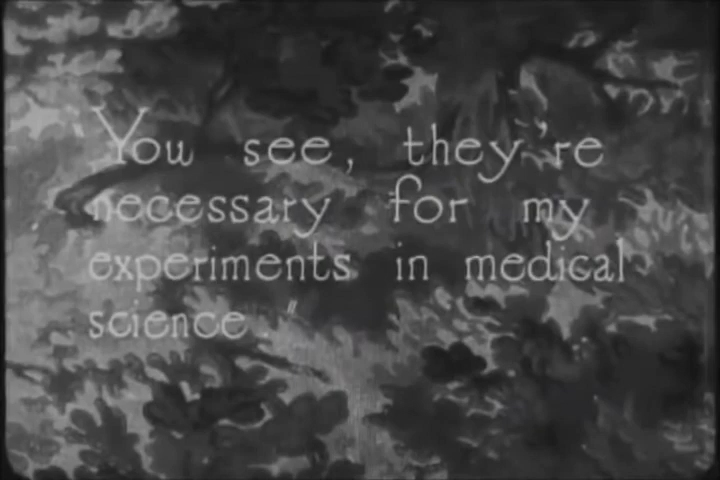 You see, they're
necessary for my
experiments in medical
science."